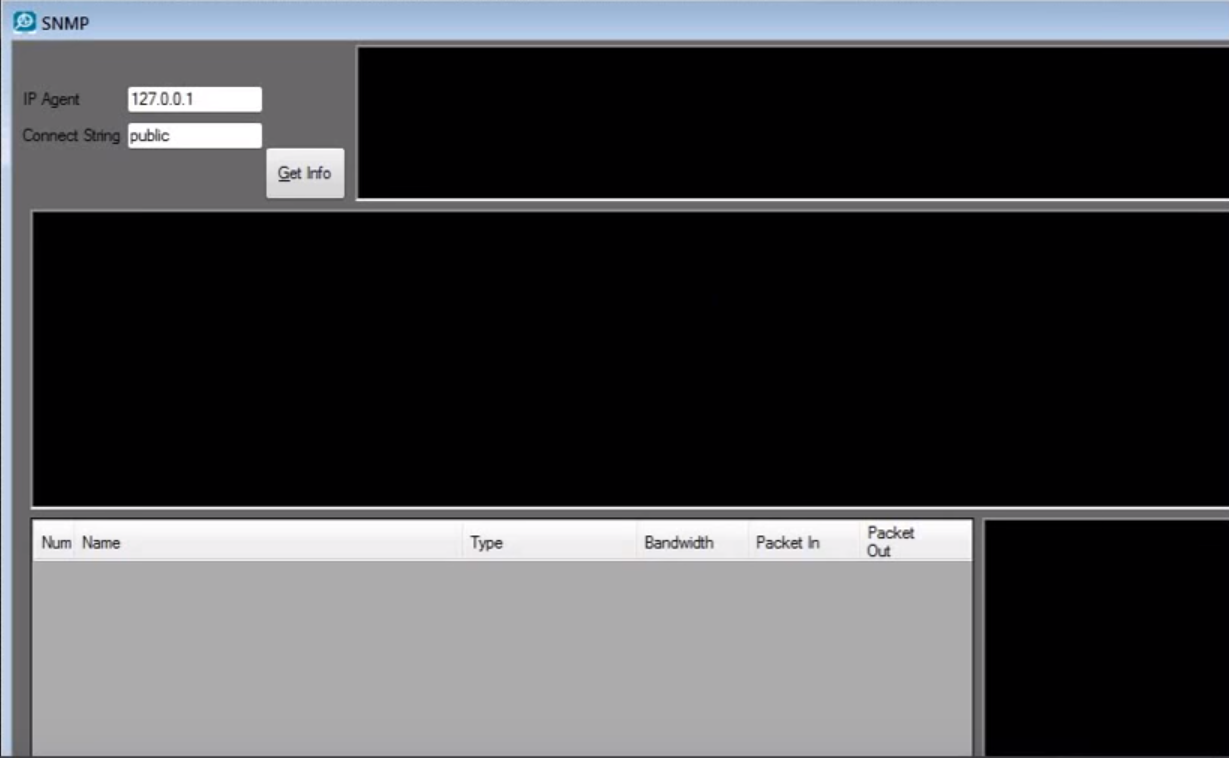 SNMP
IP Agent 127.0.0.1
Connect String public
Get Info
Num Name Type Bandwidth Packet In Packet
Out